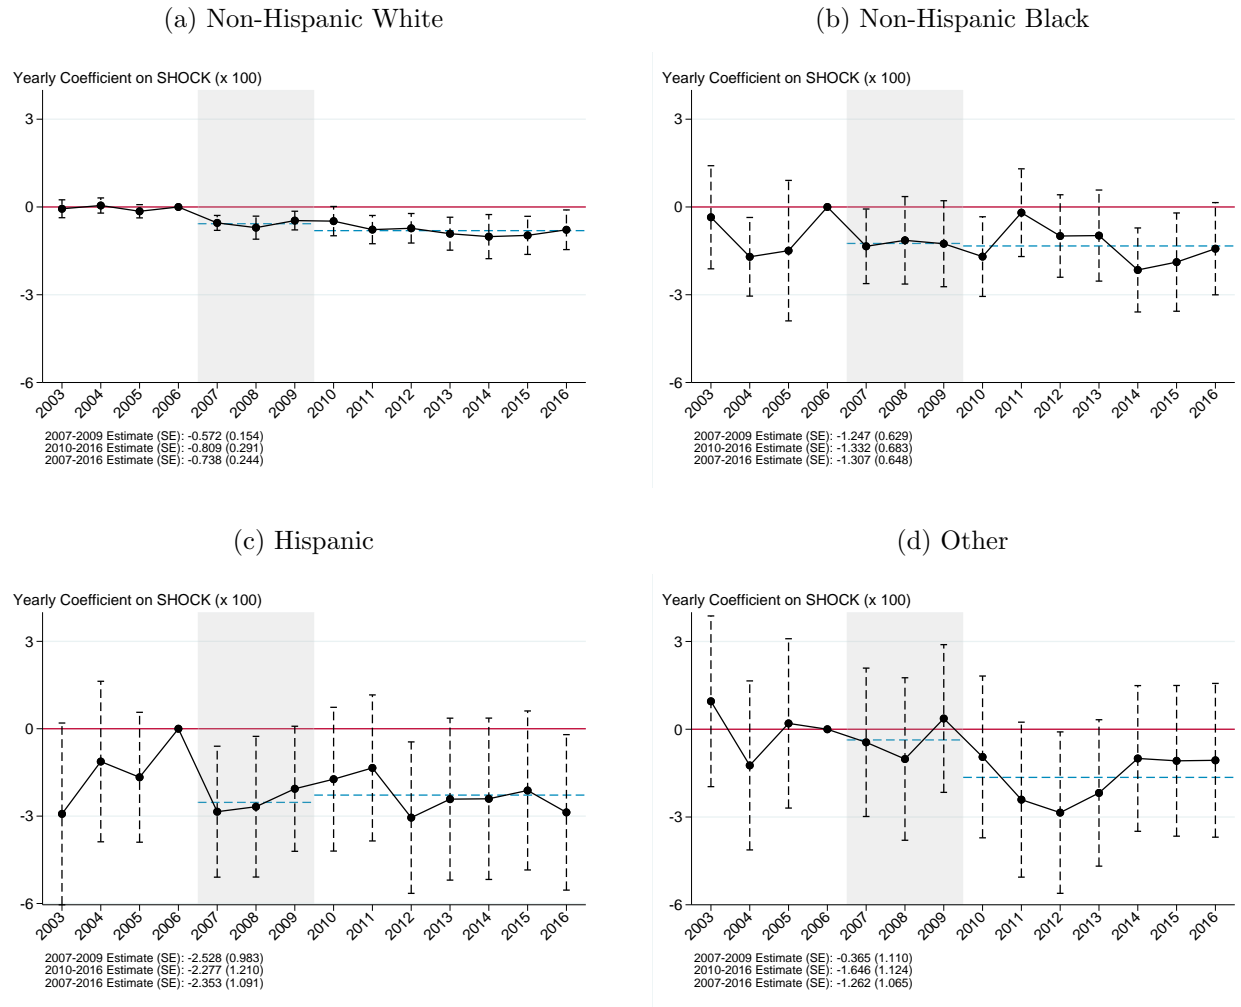 (a) Non-Hispanic White
Yearly Coefficient on SHOCK (x 100)
3
0
-3
-6
2003 2004 2005 2006 2007 2008 2009 2010 2011 2012 2013 2014 2015 2016
2007-2009 Estimate (SE): -0.572 (0.154)
2010-2016 Estimate (SE): -0.809 (0.291)
2007-2016 Estimate (SE): -0.738 (0.244)
(b) Non-Hispanic Black
Yearly Coefficient on SHOCK (x 100)
3
0
-3
-6
2003 2004 2005 2006 2007 2008 2009 2010 2011 2012 2013 2014 2015 2016
2007-2009 Estimate (SE): -1.247 (0.629)
2010-2016 Estimate (SE): -1.332 (0.683)
2007-2016 Estimate (SE): -1.307 (0.648)
(c) Hispanic
Yearly Coefficient on SHOCK (x 100)
3
0
-3
-6
2003 2004 2005 2006 2007 2008 2009 2010 2011 2012 2013 2014 2015 2016
2007-2009 Estimate (SE): -2.528 (0.983)
2010-2016 Estimate (SE): -2.277 (1.210)
2007-2016 Estimate (SE): -2.353 (1.091)
(d) Other
Yearly Coefficient on SHOCK (x 100)
3
0
-3
-6
2003 2004 2005 2006 2007 2008 2009 2010 2011 2012 2013 2014 2015 2016
2007-2009 Estimate (SE): -0.365 (1.110)
2010-2016 Estimate (SE): -1.646 (1.124)
2007-2016 Estimate (SE): -1.262 (1.065)